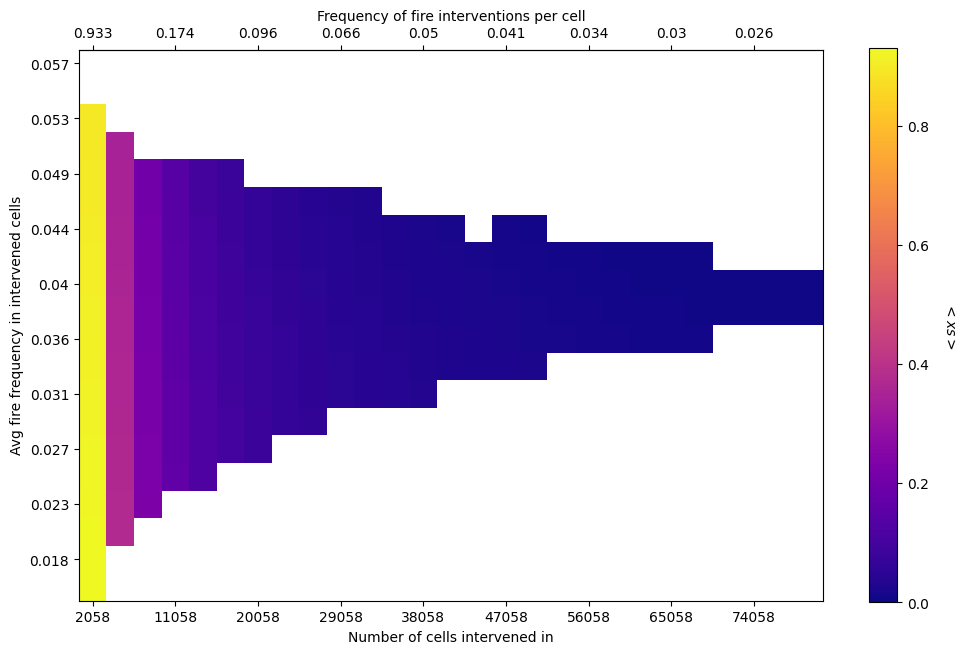 Frequency of fire interventions per cell
0.933 0.174 0.096 0.066 0.05 0.041 0.034 0.03 0.026
0.057
0.053
0.049
0.044
0.04
0.036
0.031
0.027
0.023
0.018
Avg fire frequency in intervened cells
2058 11058 20058 29058 38058 47058 56058 65058 74058
Number of cells intervened in
0.8
0.6
0.4
0.2
0.0
< sx >